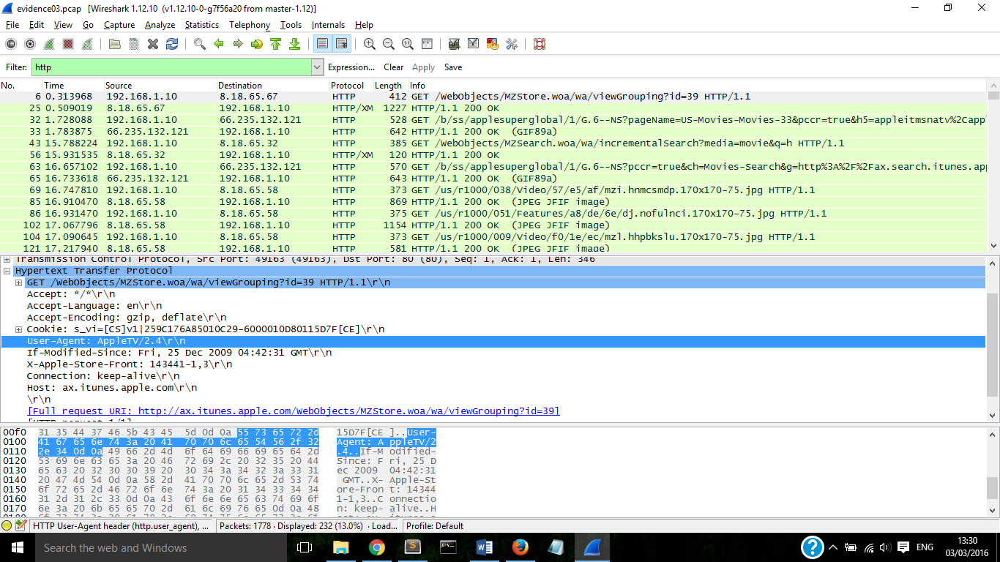 evidence03.pcap [Wireshark 1.12.10 (v1.12.10-0-g7f56a20 from master-1.12)]
File Edit View Go Capture Analyze Statistics Telephony Tools Internals Help
Filter: http Expression... Clear Apply Save
No. Time Source Destination Protocol Length Info
6 0.313968 192.168.1.10 8.18.65.67 HTTP 412 GET /WebObjects/MZStore.woa/wa/viewGrouping?id=39 HTTP/1.1
25 0.509019 8.18.65.67 192.168.1.10 HTTP/XM 1227 HTTP/1.1 200 OK
32 1.728088 192.168.1.10 66.235.132.121 HTTP 528 GET /b/ss/applesuperglobal/1/G.6--NS?pageName=US-Movies-Movies-33&pccr=true&h5=appleitmsnatv%2Cappl
33 1.783875 66.235.132.121 192.168.1.10 HTTP 642 HTTP/1.1 200 OK (GIF89a)
43 15.788224 192.168.1.10 8.18.65.32 HTTP 385 GET /WebObjects/MZSearch.woa/wa/incrementalSearch?media=movie&q=h HTTP/1.1
56 15.931535 8.18.65.32 192.168.1.10 HTTP/XM 120 HTTP/1.1 200 OK
63 16.657102 192.168.1.10 66.235.132.121 HTTP 570 GET /b/ss/applesuperglobal/1/G.6--NS?pccr=true&ch=Movies-Search&g=http%3A%2F%2Fax.search.itunes.ap
65 16.733618 66.235.132.121 192.168.1.10 HTTP 643 HTTP/1.1 200 OK (GIF89a)
69 16.747810 192.168.1.10 8.18.65.58 HTTP 373 GET /us/r1000/038/Video/57/e5/af/mzi.hnmcsmdp.170x170-75.jpg HTTP/1.1
85 16.910470 8.18.65.58 192.168.1.10 HTTP 869 HTTP/1.1 200 OK (JPEG JFIF image)
86 16.931470 192.168.1.10 8.18.65.58 HTTP 375 GET /us/r1000/051/Features/a8/de/6e/dj.nofulnci.170x170-75.jpg HTTP/1.1
102 17.067796 8.18.65.58 192.168.1.10 HTTP 1154 HTTP/1.1 200 OK (JPEG JFIF image)
104 17.090645 192.168.1.10 8.18.65.58 HTTP 373 GET /us/r1000/009/Video/f0/1e/ec/mzl.hhpbkslu.170x170-75.jpg HTTP/1.1
121 17.217940 8.18.65.58 192.168.1.10 HTTP 581 HTTP/1.1 200 OK (JPEG JFIF image)
Transmission Control Protocol, Src Port: 49163 (49163), Dst Port: 80 (80), Seq: 1, Ack: 1, Len: 346
Hypertext Transfer Protocol
GET /WebObjects/MZStore.woa/wa/viewGrouping?id=39 HTTP/1.1\r\n
Accept: */*\r\n
Accept-Language: en\r\n
Accept-Encoding: gzip, deflate\r\n
Cookie: s_vi=[CS]v1|259C176A85010C29-6000010D80115D7F[CE]\r\n
User-Agent: AppleTV/2.4\r\n
If-Modified-Since: Fri, 25 Dec 2009 04:42:31 GMT\r\n
X-Apple-Store-Front: 143441-1,3\r\n
Connection: keep-alive\r\n
Host: ax.itunes.apple.com\r\n
\r\n
[Full request URI: http://ax.itunes.apple.com/WebObjects/MZStore.woa/wa/viewGrouping?id=39]
[HTTP request 1/1]
00f0 31 35 44 37 46 5b 43 45 5d 0d 0a 55 73 65 72 2d 15D7F[CE ]..User-
0100 41 67 65 6e 74 3a 20 41 70 70 6c 65 54 56 2f 32 Agent: A ppleTV/2
0110 2e 34 0d 0a 49 66 2d 4d 6f 64 69 66 69 65 64 2d .4..If-M odified-
0120 53 69 6e 63 65 3a 20 46 72 69 2c 20 32 35 20 44 Since: F ri, 25 D
0130 65 63 20 32 30 30 39 20 30 34 3a 34 32 3a 33 31 ec 2009 04:42:31
0140 20 47 4d 54 0d 0a 58 2d 41 70 70 6c 65 2d 53 74 GMT..X- Apple-St
0150 6f 72 65 2d 46 72 6f 6e 74 3a 20 31 34 33 34 34 ore-Fron t: 14344
0160 31 2d 31 2c 33 0d 0a 43 6f 6e 6e 65 63 74 69 6f 1-1,3..C onnectio
0170 6e 3a 20 6b 65 65 70 2d 61 6c 69 76 65 0d 0a 48 n: keep- alive..H
HTTP User-Agent header (http.user_agent), ... Packets: 1778 · Displayed: 232 (13.0%) · Load... Profile: Default
Search the web and Windows
ENG
13:30
03/03/2016